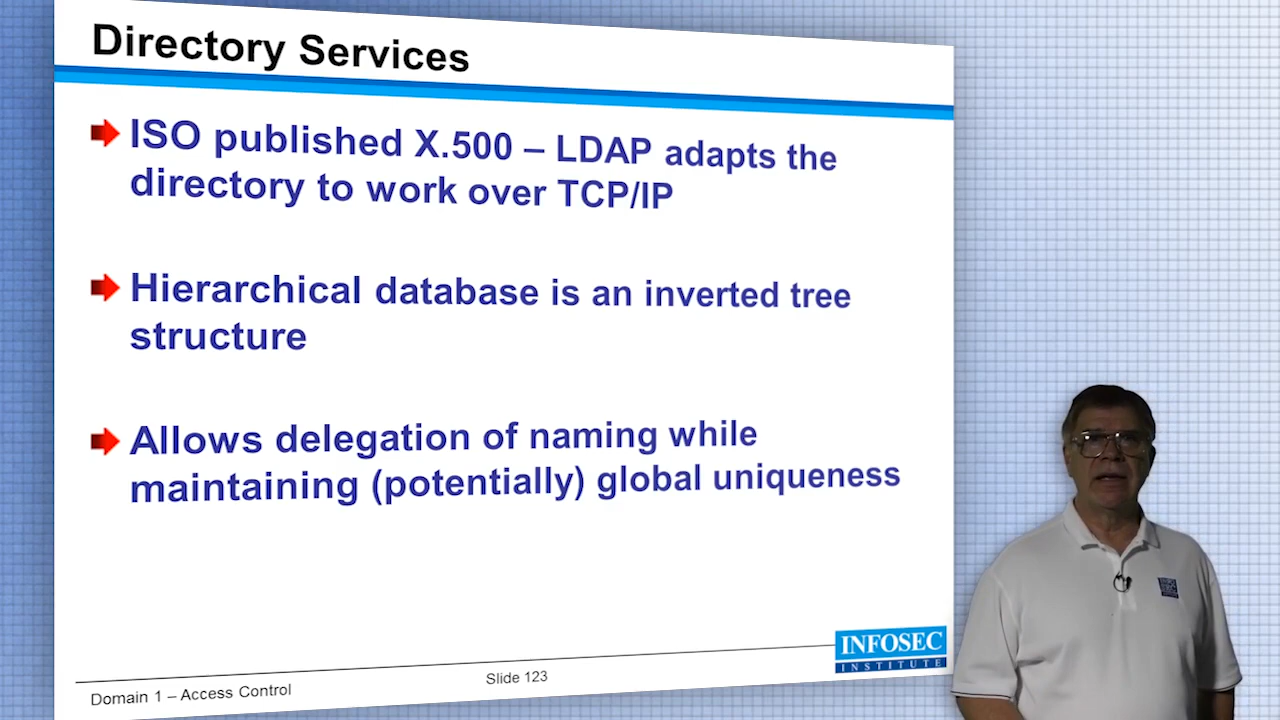 Directory Services
ISO published X.500 – LDAP adapts the
directory to work over TCP/IP
Hierarchical database is an inverted tree
structure
Allows delegation of naming while
maintaining (potentially) global uniqueness
INFOSEC
INSTITUTE
Domain 1 – Access Control
Slide 123